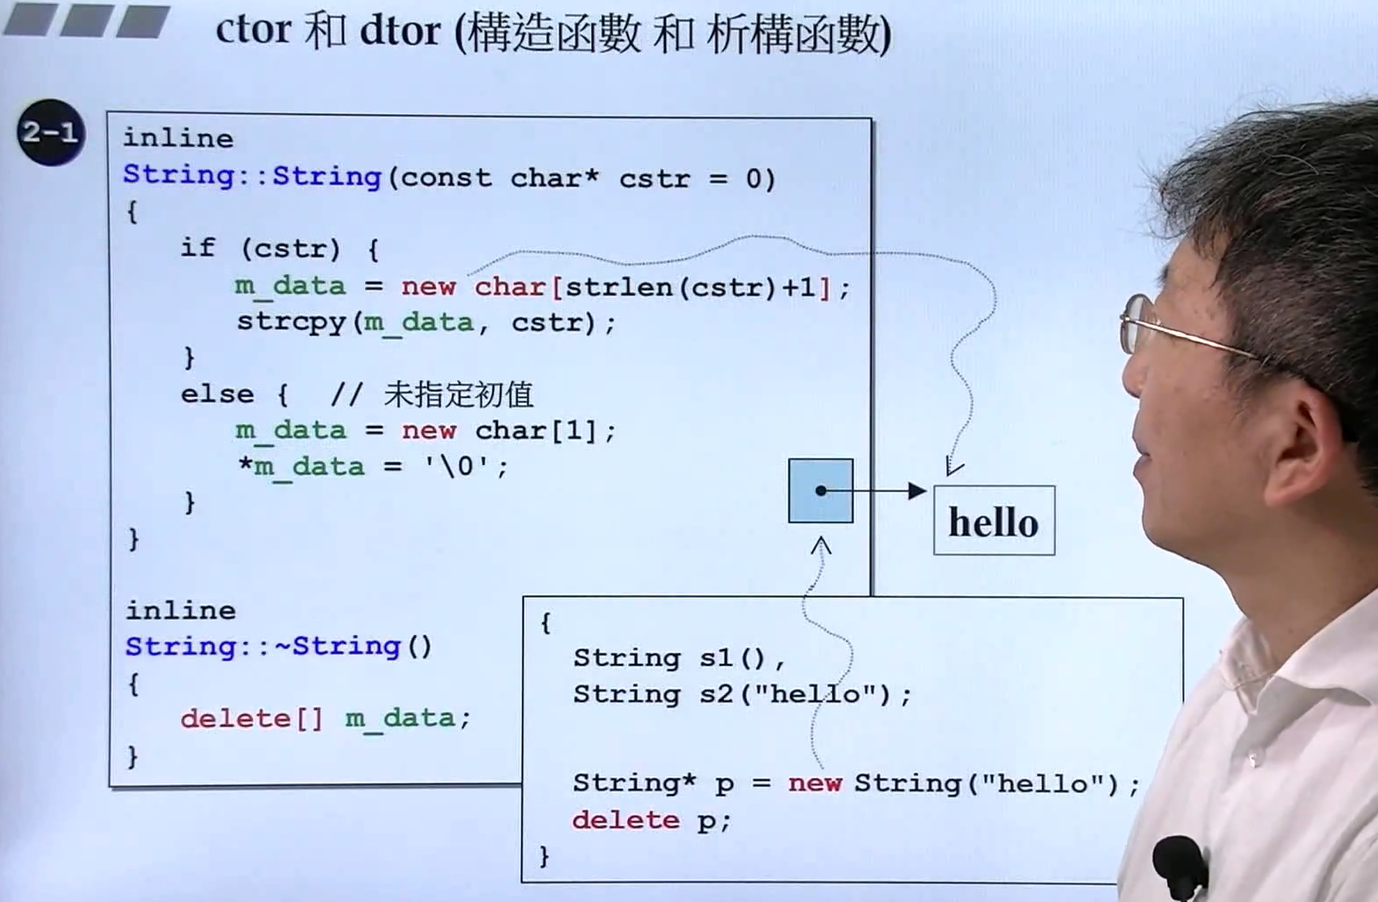 ctor 和 dtor (構造函數 和 析構函數)
2-1
inline
String::String(const char* cstr = 0)
{
if (cstr) {
m_data = new char[strlen(cstr)+1];
strcpy(m_data, cstr);
}
else { // 未指定初值
m_data = new char[1];
*m_data = '\0';
}
}
hello
inline
String::~String()
{
delete[] m_data;
}
{
String s1(),
String s2("hello");
String* p = new String("hello");
delete p;
}